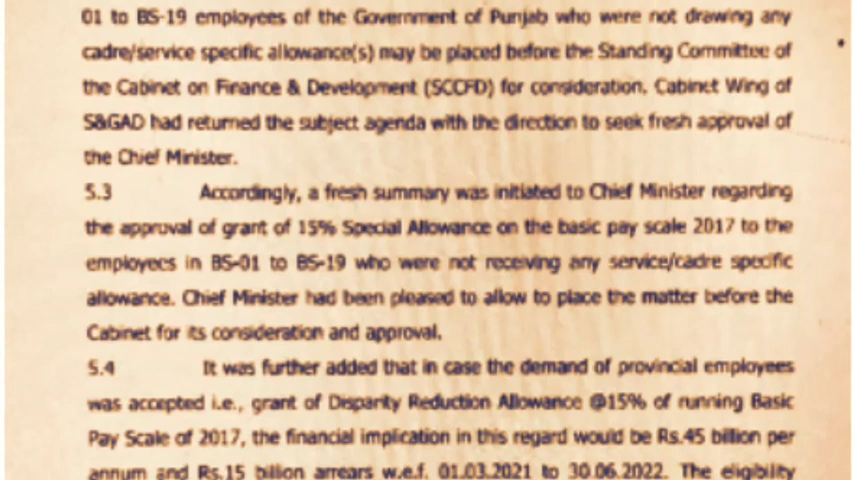 01 to BS-19 employees of the Government of Punjab who were not drawing any
cadre/service specific allowance(s) may be placed before the Standing Committee of
the Cabinet on Finance & Development (SCCFD) for consideration. Cabinet Wing of
S&GAD had returned the subject agenda with the direction to seek fresh approval of
the Chief Minister.
5.3 Accordingly, a fresh summary was initiated to Chief Minister regarding
the approval of grant of 15% Special Allowance on the basic pay scale 2017 to the
employees in BS-01 to BS-19 who were not receiving any service/cadre specific
allowance. Chief Minister had been pleased to allow to place the matter before the
Cabinet for its consideration and approval.
5.4 It was further added that in case the demand of provincial employees
was accepted i.e., grant of Disparity Reduction Allowance @15% of running Basic
Pay Scale of 2017, the financial implication in this regard would be Rs.45 billion per
annum and Rs.15 billion arrears w.e.f. 01.03.2021 to 30.06.2022. The eligibility